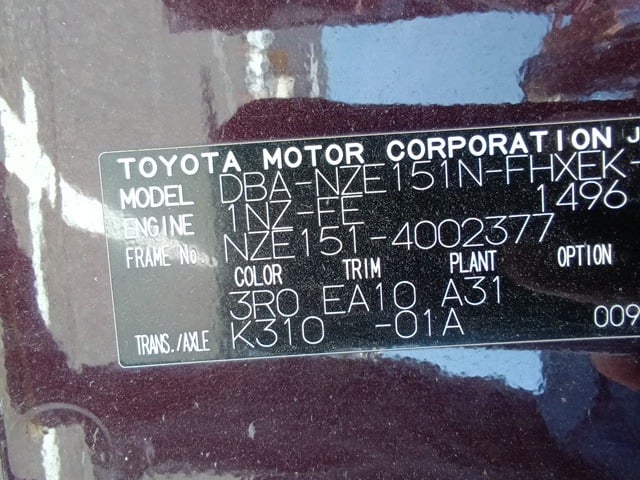 TOYOTA MOTOR CORPORATION J
MODEL DBA-NZE151N-FHXEK
ENGINE 1NZ-FE 1496
FRAME No. NZE151-4002377
COLOR TRIM PLANT OPTION
3R0 EA10 A31
TRANS./AXLE K310 -01A 009